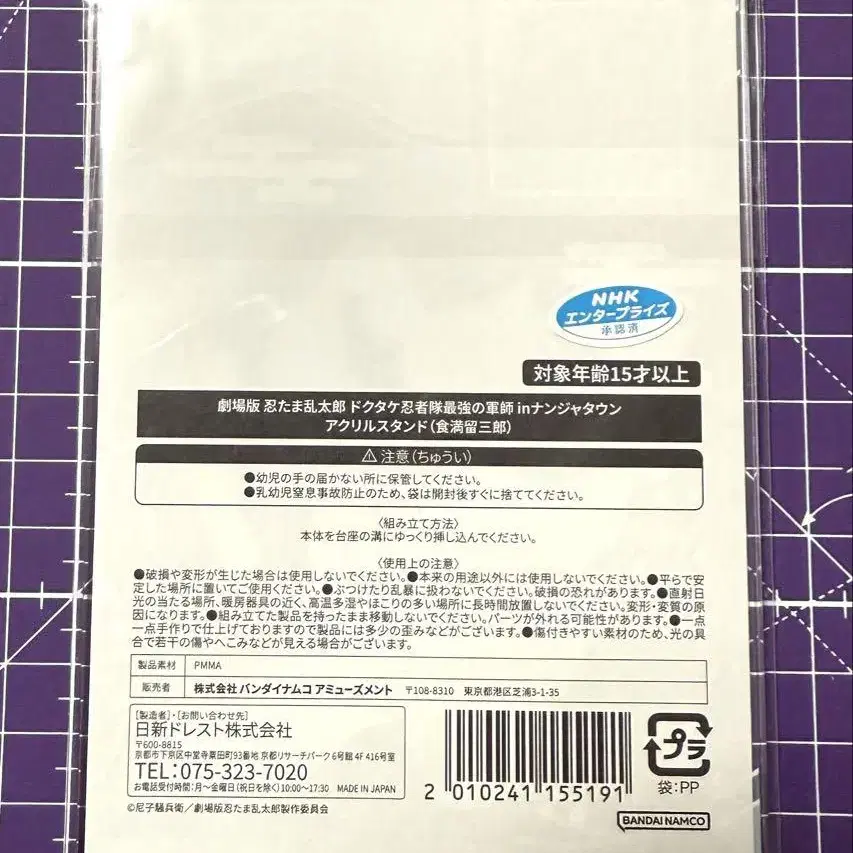 NHK
エンタープライズ
承認済
対象年齢15才以上
劇場版 忍たま乱太郎 ドクタケ忍者隊最強の軍師 inナンジャタウン
アクリルスタンド(食満留三郎)
⚠注意(ちゅうい)
●幼児の手の届かない所に保管してください。
●乳幼児窒息事故防止のため、袋は開封後すぐに捨ててください。
〈組み立て方法〉
本体を台座の溝にゆっくり挿し込んでください。
〈使用上の注意〉
●破損や変形が生じた場合は使用しないでください。●本来の用途以外には使用しないでください。●平らで安
定した場所に置いてご使用ください。●ぶつけたり乱暴に扱わないでください。破損の恐れがあります。●直射日
光の当たる場所、暖房器具の近く、高温多湿やほこりの多い場所に長時間放置しないでください。変形・変質の原
因になります。●組み立てた製品を持ったまま移動しないでください。パーツが外れる可能性があります。●一点
一点手作りで仕上げておりますので製品には多少の歪みなどがございます。●傷付きやすい素材のため、光の具
合で若干の傷やへこみなどが見える場合がございます。
製品素材 PMMA
販売者 株式会社 バンダイナムコ アミューズメント 〒108-8310 東京都港区芝浦3-1-35
[製造者]・[お問い合わせ先]
日新ドレスト株式会社
〒600-8815
京都市下京区中堂寺粟田町93番地 京都リサーチパーク6号館 4F 416号室
TEL:075-323-7020
お電話受付時間:月〜金曜日(祝日を除く)10:00〜17:30 MADE IN JAPAN
©尼子騒兵衛/劇場版忍たま乱太郎製作委員会
2 010241 155191
プラ
袋:PP
BANDAI NAMCO